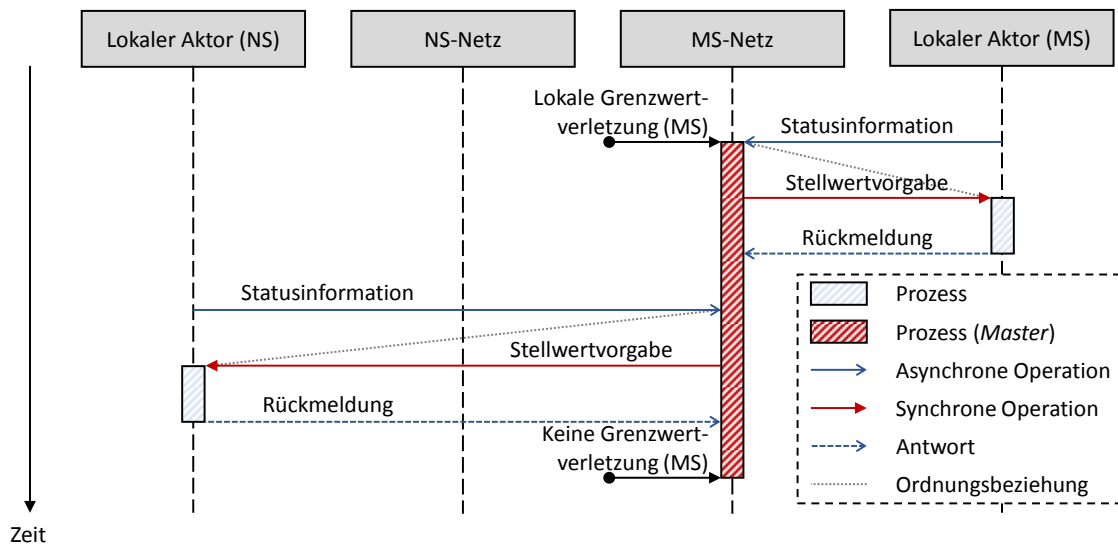 Lokaler Aktor (NS)
NS-Netz
MS-Netz
Lokaler Aktor (MS)
Lokale Grenzwert-
verletzung (MS)
Statusinformation
Stellwertvorgabe
Rückmeldung
Statusinformation
Stellwertvorgabe
Rückmeldung
Keine Grenzwert-
verletzung (MS)
Prozess
Prozess (Master)
Asynchrone Operation
Synchrone Operation
Antwort
Ordnungsbeziehung
Zeit